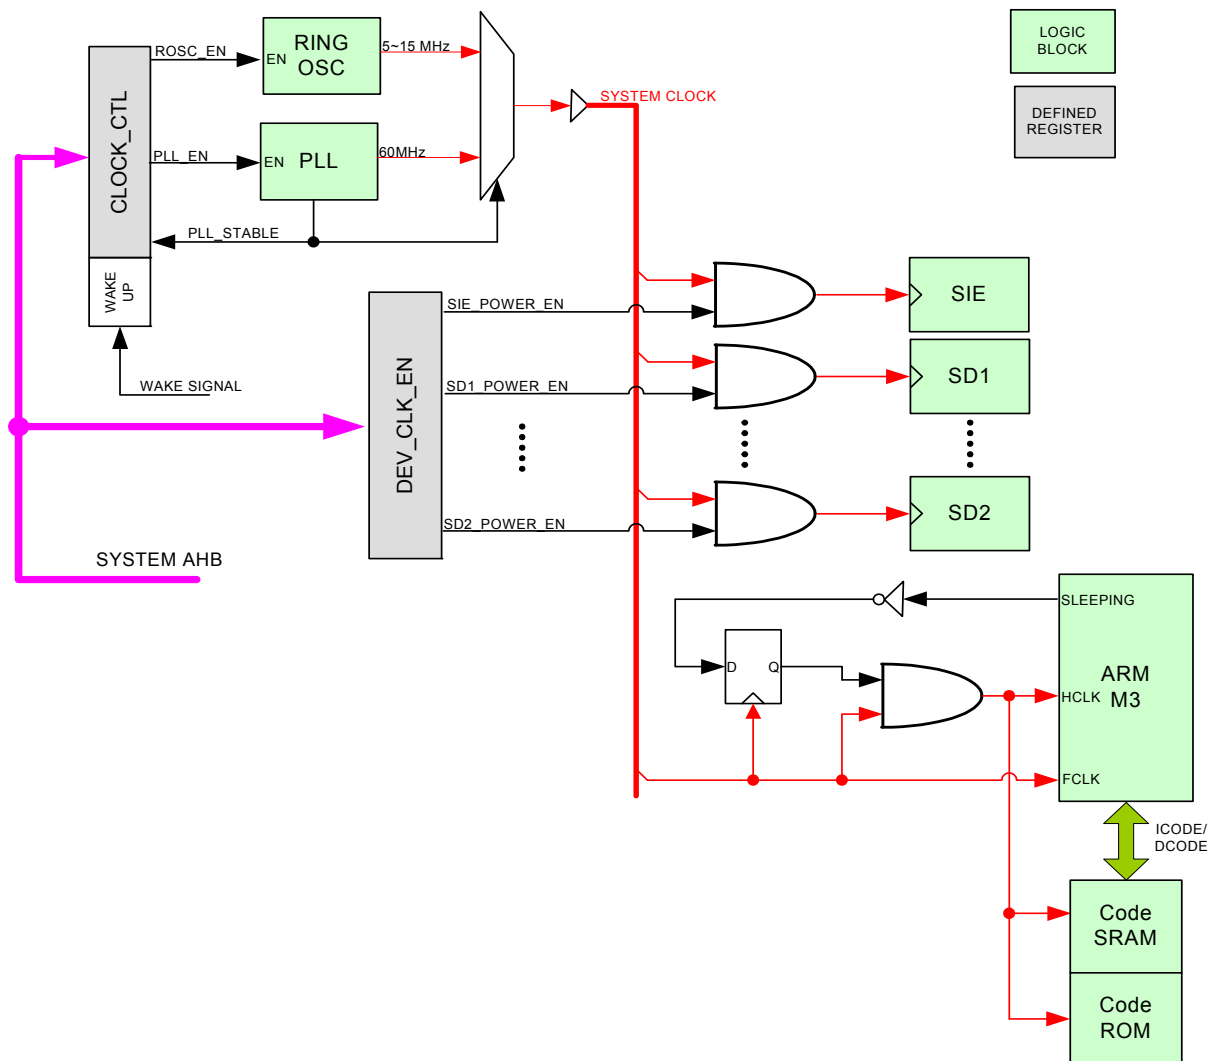 ROSC_EN
EN
RING
OSC
5~15 MHz
LOGIC
BLOCK
SYSTEM CLOCK
DEFINED
REGISTER
CLOCK_CTL
PLL_EN
EN
PLL
60MHz
PLL_STABLE
WAKE
UP
WAKE SIGNAL
DEV_CLK_EN
SIE_POWER_EN
SIE
SD1_POWER_EN
SD1
SD2_POWER_EN
SD2
SYSTEM AHB
SLEEPING
D
Q
ARM
M3
HCLK
FCLK
ICODE/
DCODE
Code
SRAM
Code
ROM